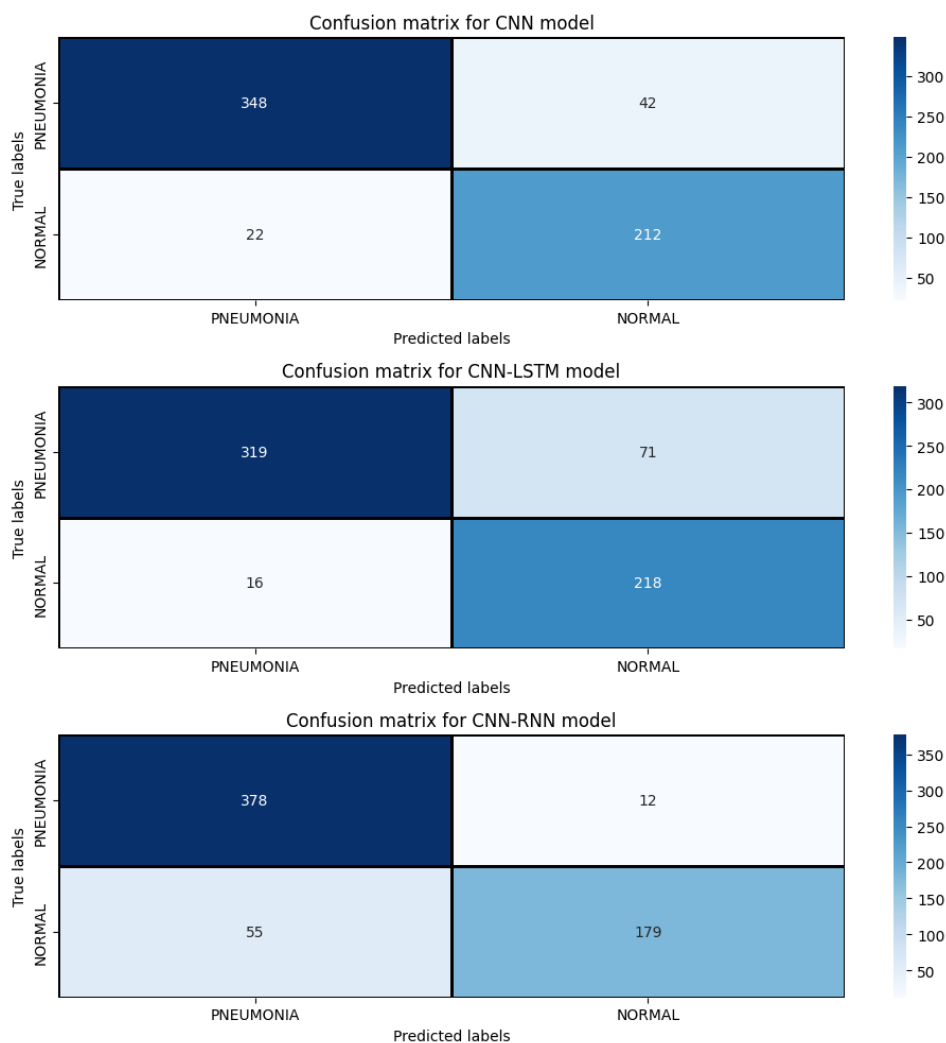 Confusion matrix for CNN model
True labels
PNEUMONIA
NORMAL
348
42
22
212
PNEUMONIA
NORMAL
Predicted labels
300
250
200
150
100
50
Confusion matrix for CNN-LSTM model
True labels
PNEUMONIA
NORMAL
319
71
16
218
PNEUMONIA
NORMAL
Predicted labels
300
250
200
150
100
50
Confusion matrix for CNN-RNN model
True labels
PNEUMONIA
NORMAL
378
12
55
179
PNEUMONIA
NORMAL
Predicted labels
350
300
250
200
150
100
50